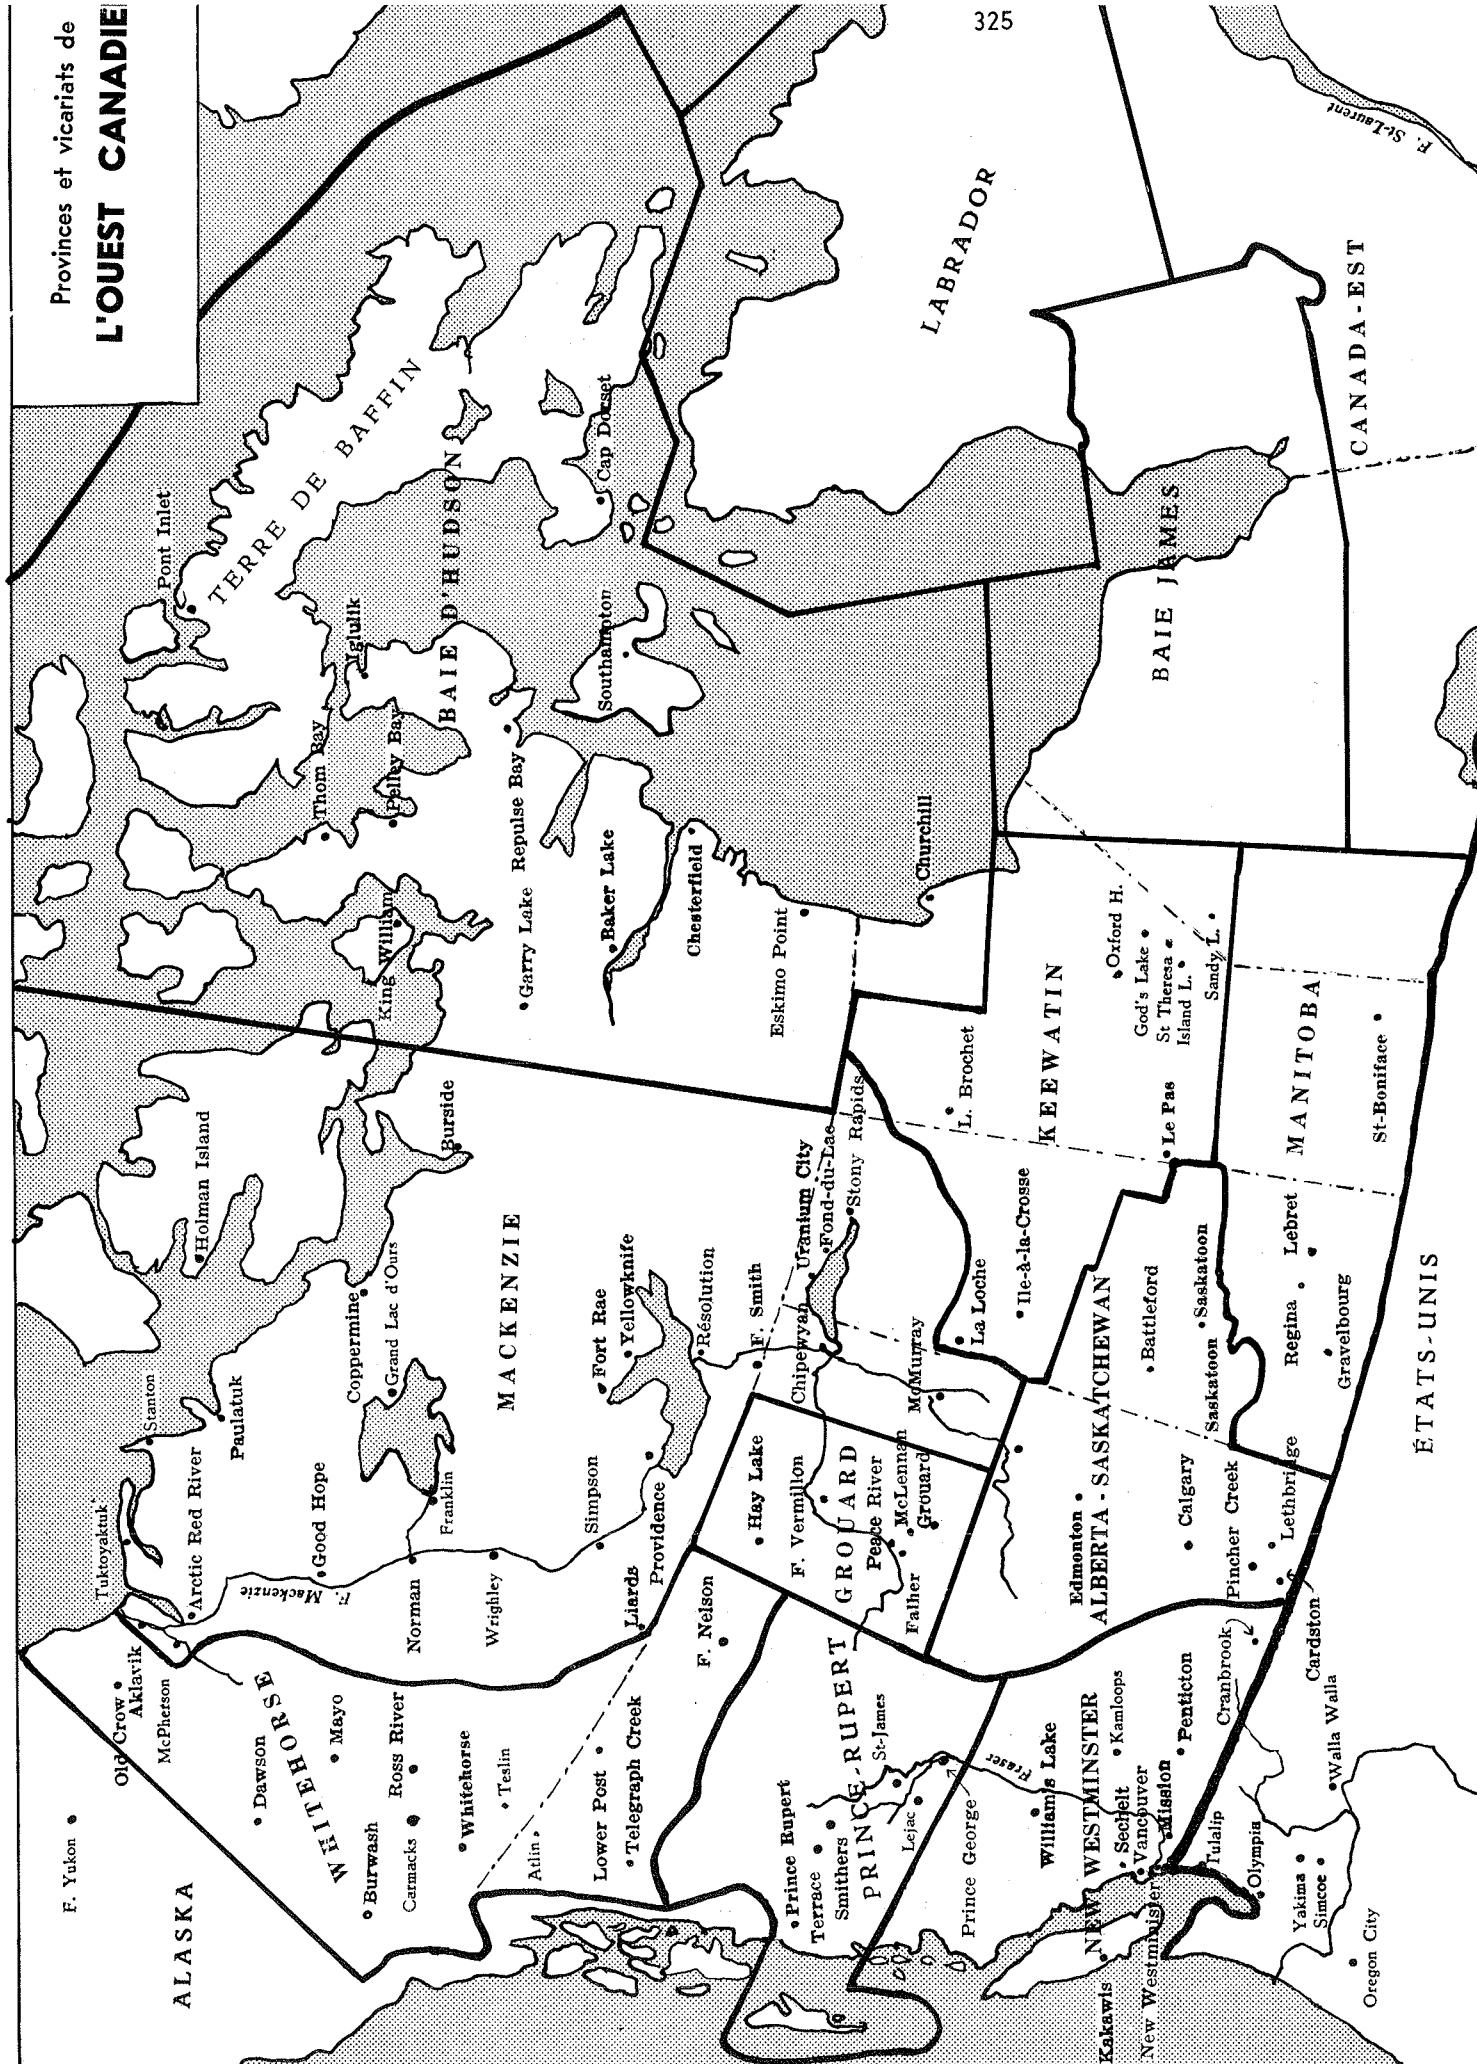 325
Provinces et vicariats de
L'OUEST CANADIE
ALASKA
F. Yukon
Old Crow
Aklavik
McPherson
WHITEHORSE
Dawson
Mayo
Burwash
Carmacks
Ross River
Whitehorse
Teslin
Atlin
Lower Post
Telegraph Creek
F. Nelson
Tuktoyaktuk
Stanton
Arctic Red River
Paulatuk
Holman Island
F. Mackenzie
Good Hope
Coppermine
Grand Lac d'Ours
Franklin
Norman
Wrighley
Burside
MACKENZIE
Simpson
Fort Rae
Yellowknife
Liards
Providence
Résolution
F. Smith
Pont Inlet
TERRE DE BAFFIN
Iglulik
BAIE D'HUDSON
Thom Bay
Pelley Bay
King William
Repulse Bay
Garry Lake
Cap Dorset
Southampton
Baker Lake
Chesterfield
Eskimo Point
Churchill
LABRADOR
F. St-Laurent
BAIE JAMES
CANADA-EST
Uranium City
Fond-du-Lac
Stony Rapids
Chipewyan
McMurray
Hay Lake
F. Vermillon
GROUARD
Peace River
McLennan
Grouard
Falher
L. Brochet
KEEWATIN
Oxford H.
God's Lake
St Theresa
Island L.
Sandy L.
Le Pas
La Loche
Ile-à-la-Crosse
MANITOBA
St-Boniface
Prince Rupert
Terrace
Smithers
PRINCE-RUPERT
St-James
Lejac
Prince George
Fraser
Edmonton
ALBERTA-SASKATCHEWAN
Battleford
Saskatoon
Saskatoon
Calgary
Pincher Creek
Lethbridge
Cardston
Regina
Lebret
Gravelbourg
Williams Lake
NEW WESTMINSTER
Kamloops
Penticton
Cranbrook
Sechelt
Vancouver
Mission
Kakawis
New Westminister
Tulalip
Olympia
Walla Walla
Yakima
Simcoe
Oregon City
ÉTATS-UNIS